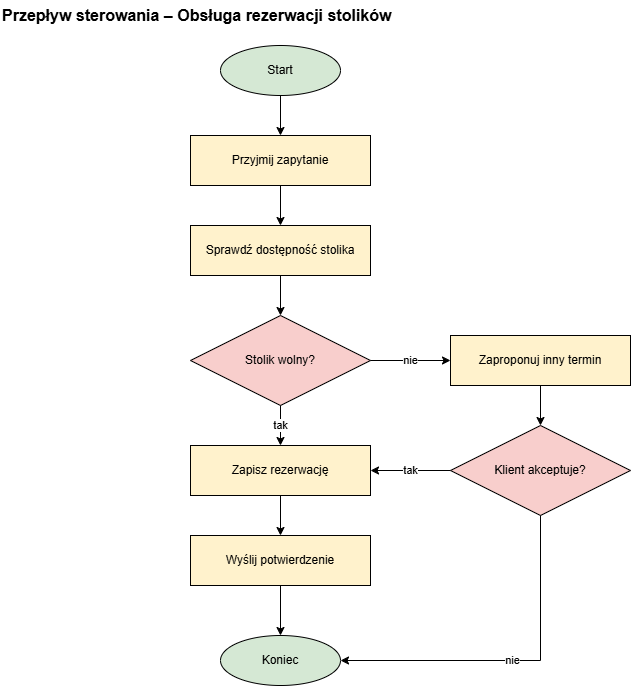 Przepływ sterowania – Obsługa rezerwacji stolików
Start
Przyjmij zapytanie
Sprawdź dostępność stolika
Stolik wolny?
nie
Zaproponuj inny termin
tak
Zapisz rezerwację
tak
Klient akceptuje?
Wyślij potwierdzenie
Koniec
nie